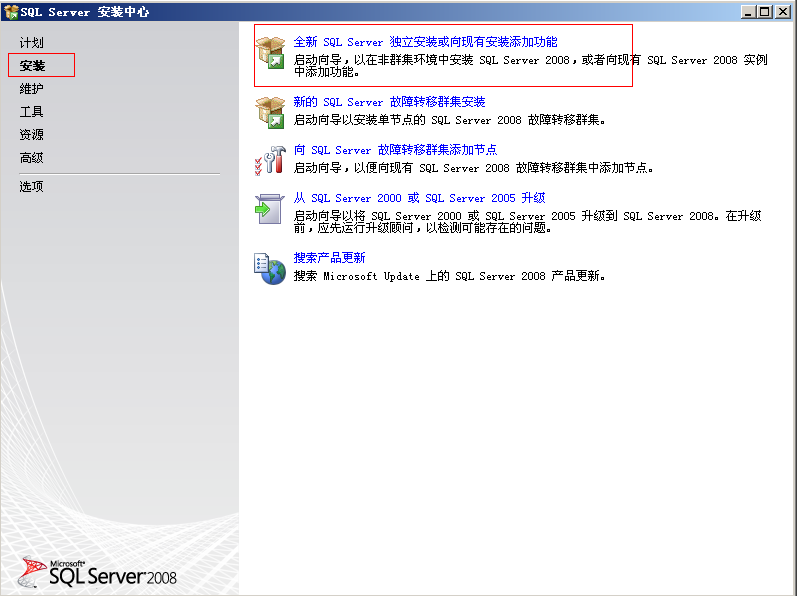 SQL Server 安装中心
计划
安装
维护
工具
资源
高级
选项
全新 SQL Server 独立安装或向现有安装添加功能
启动向导，以在非群集环境中安装 SQL Server 2008，或者向现有 SQL Server 2008 实例
中添加功能。
新的 SQL Server 故障转移群集安装
启动向导以安装单节点的 SQL Server 2008 故障转移群集。
向 SQL Server 故障转移群集添加节点
启动向导，以便向现有 SQL Server 2008 故障转移群集中添加节点。
从 SQL Server 2000 或 SQL Server 2005 升级
启动向导以将 SQL Server 2000 或 SQL Server 2005 升级到 SQL Server 2008。在升级
前，应先运行升级顾问，以检测可能存在的问题。
搜索产品更新
搜索 Microsoft Update 上的 SQL Server 2008 产品更新。
Microsoft®
SQL Server 2008